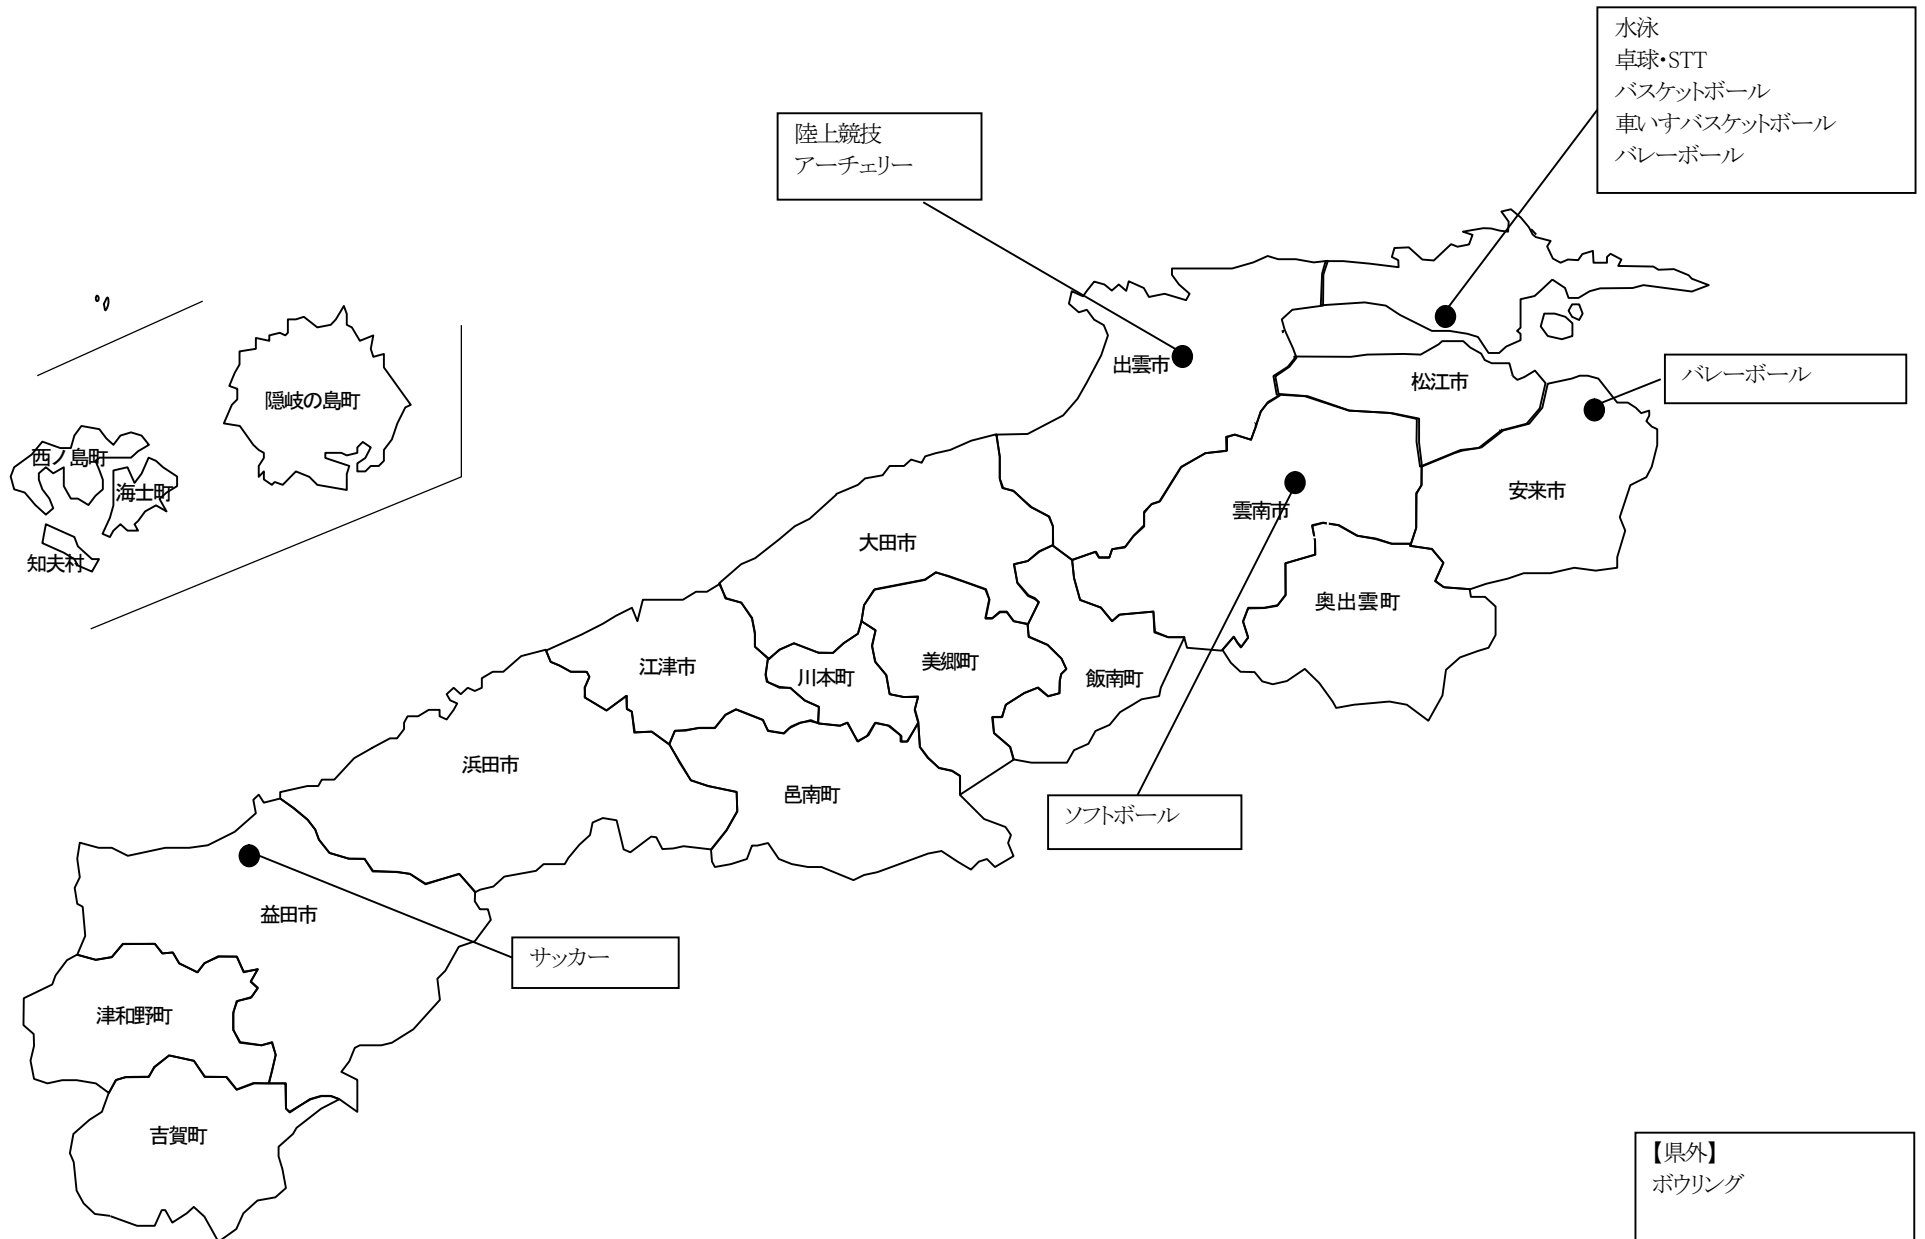 水泳
卓球・STT
バスケットボール
車いすバスケットボール
バレーボール
陸上競技
アーチェリー
出雲市
バレーボール
松江市
隠岐の島町
西ノ島町
海士町
知夫村
安来市
雲南市
大田市
奥出雲町
美郷町
江津市
川本町
飯南町
浜田市
邑南町
ソフトボール
益田市
サッカー
津和野町
吉賀町
【県外】
ボウリング